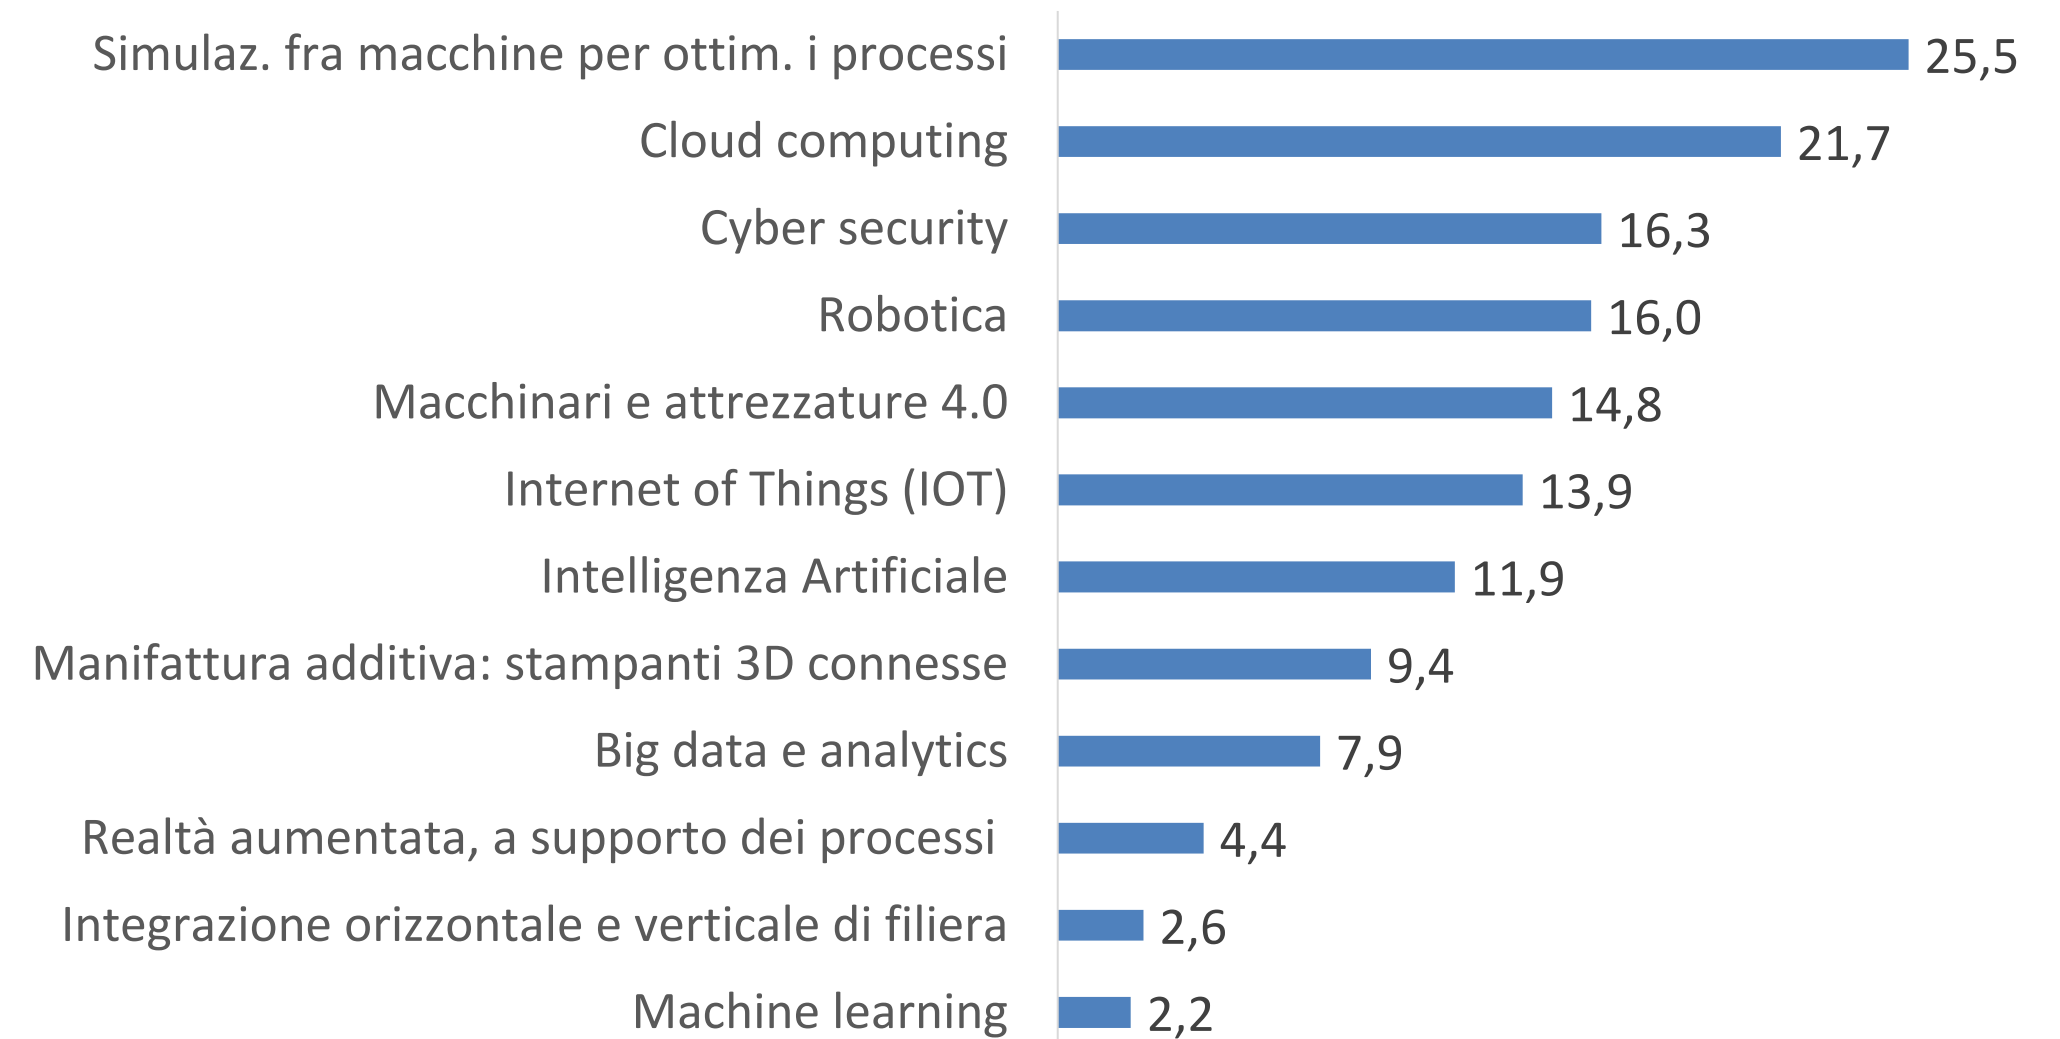 Simulaz. fra macchine per ottim. i processi 25,5
Cloud computing 21,7
Cyber security 16,3
Robotica 16,0
Macchinari e attrezzature 4.0 14,8
Internet of Things (IOT) 13,9
Intelligenza Artificiale 11,9
Manifattura additiva: stampanti 3D connesse 9,4
Big data e analytics 7,9
Realtà aumentata, a supporto dei processi 4,4
Integrazione orizzontale e verticale di filiera 2,6
Machine learning 2,2